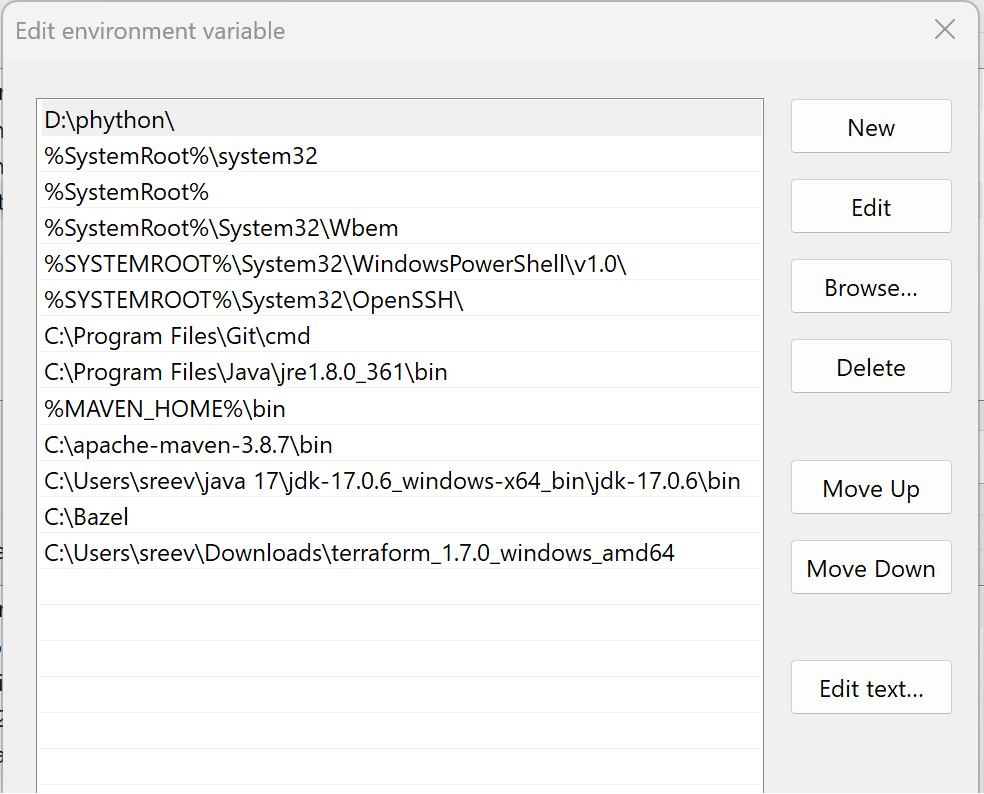 Edit environment variable
D:\phython\
%SystemRoot%\system32
%SystemRoot%
%SystemRoot%\System32\Wbem
%SYSTEMROOT%\System32\WindowsPowerShell\v1.0\
%SYSTEMROOT%\System32\OpenSSH\
C:\Program Files\Git\cmd
C:\Program Files\Java\jre1.8.0_361\bin
%MAVEN_HOME%\bin
C:\apache-maven-3.8.7\bin
C:\Users\sreev\java 17\jdk-17.0.6_windows-x64_bin\jdk-17.0.6\bin
C:\Bazel
C:\Users\sreev\Downloads\terraform_1.7.0_windows_amd64
New
Edit
Browse...
Delete
Move Up
Move Down
Edit text...